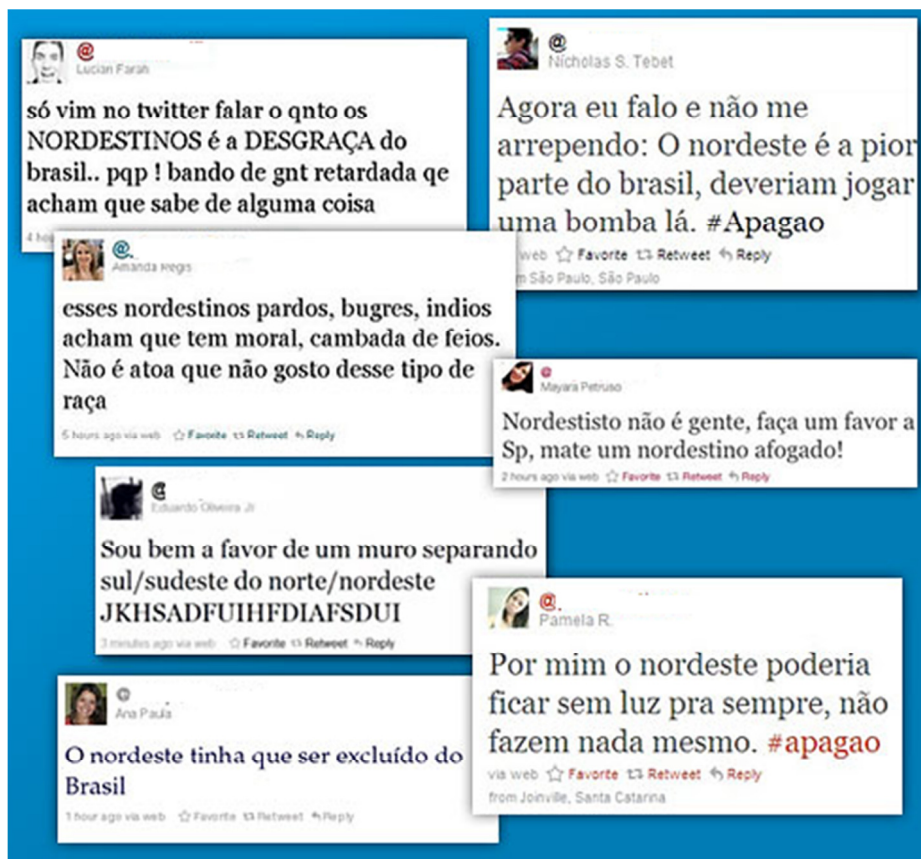 @
Lucian Farah
só vim no twitter falar o qnto os
NORDESTINOS é a DESGRAÇA do
brasil.. pqp ! bando de gnt retardada qe
acham que sabe de alguma coisa
4 hou
@
Nicholas S. Tebet
Agora eu falo e não me
arrependo: O nordeste é a pior
parte do brasil, deveriam jogar
uma bomba lá. #Apagao
web Favorite Retweet Reply
m São Paulo, São Paulo
@.
Amanda Regis
esses nordestinos pardos, bugres, indios
acham que tem moral, cambada de feios.
Não é atoa que não gosto desse tipo de
raça
5 hours ago via web Favorite Retweet Reply
@
Mayara Petruso
Nordestisto não é gente, faça um favor a
Sp, mate um nordestino afogado!
2 hours ago via web Favorite Retweet Reply
@
Eduardo Oliveira Jr
Sou bem a favor de um muro separando
sul/sudeste do norte/nordeste
JKHSADFUIHFDIAFSDUI
3 minutes ago via web Favorite Retweet Reply
@.
Pamela R.
Por mim o nordeste poderia
ficar sem luz pra sempre, não
fazem nada mesmo. #apagao
via web Favorite Retweet Reply
from Joinville, Santa Catarina
@
Ana Paula
O nordeste tinha que ser excluído do
Brasil
1 hour ago via web Favorite Retweet Reply